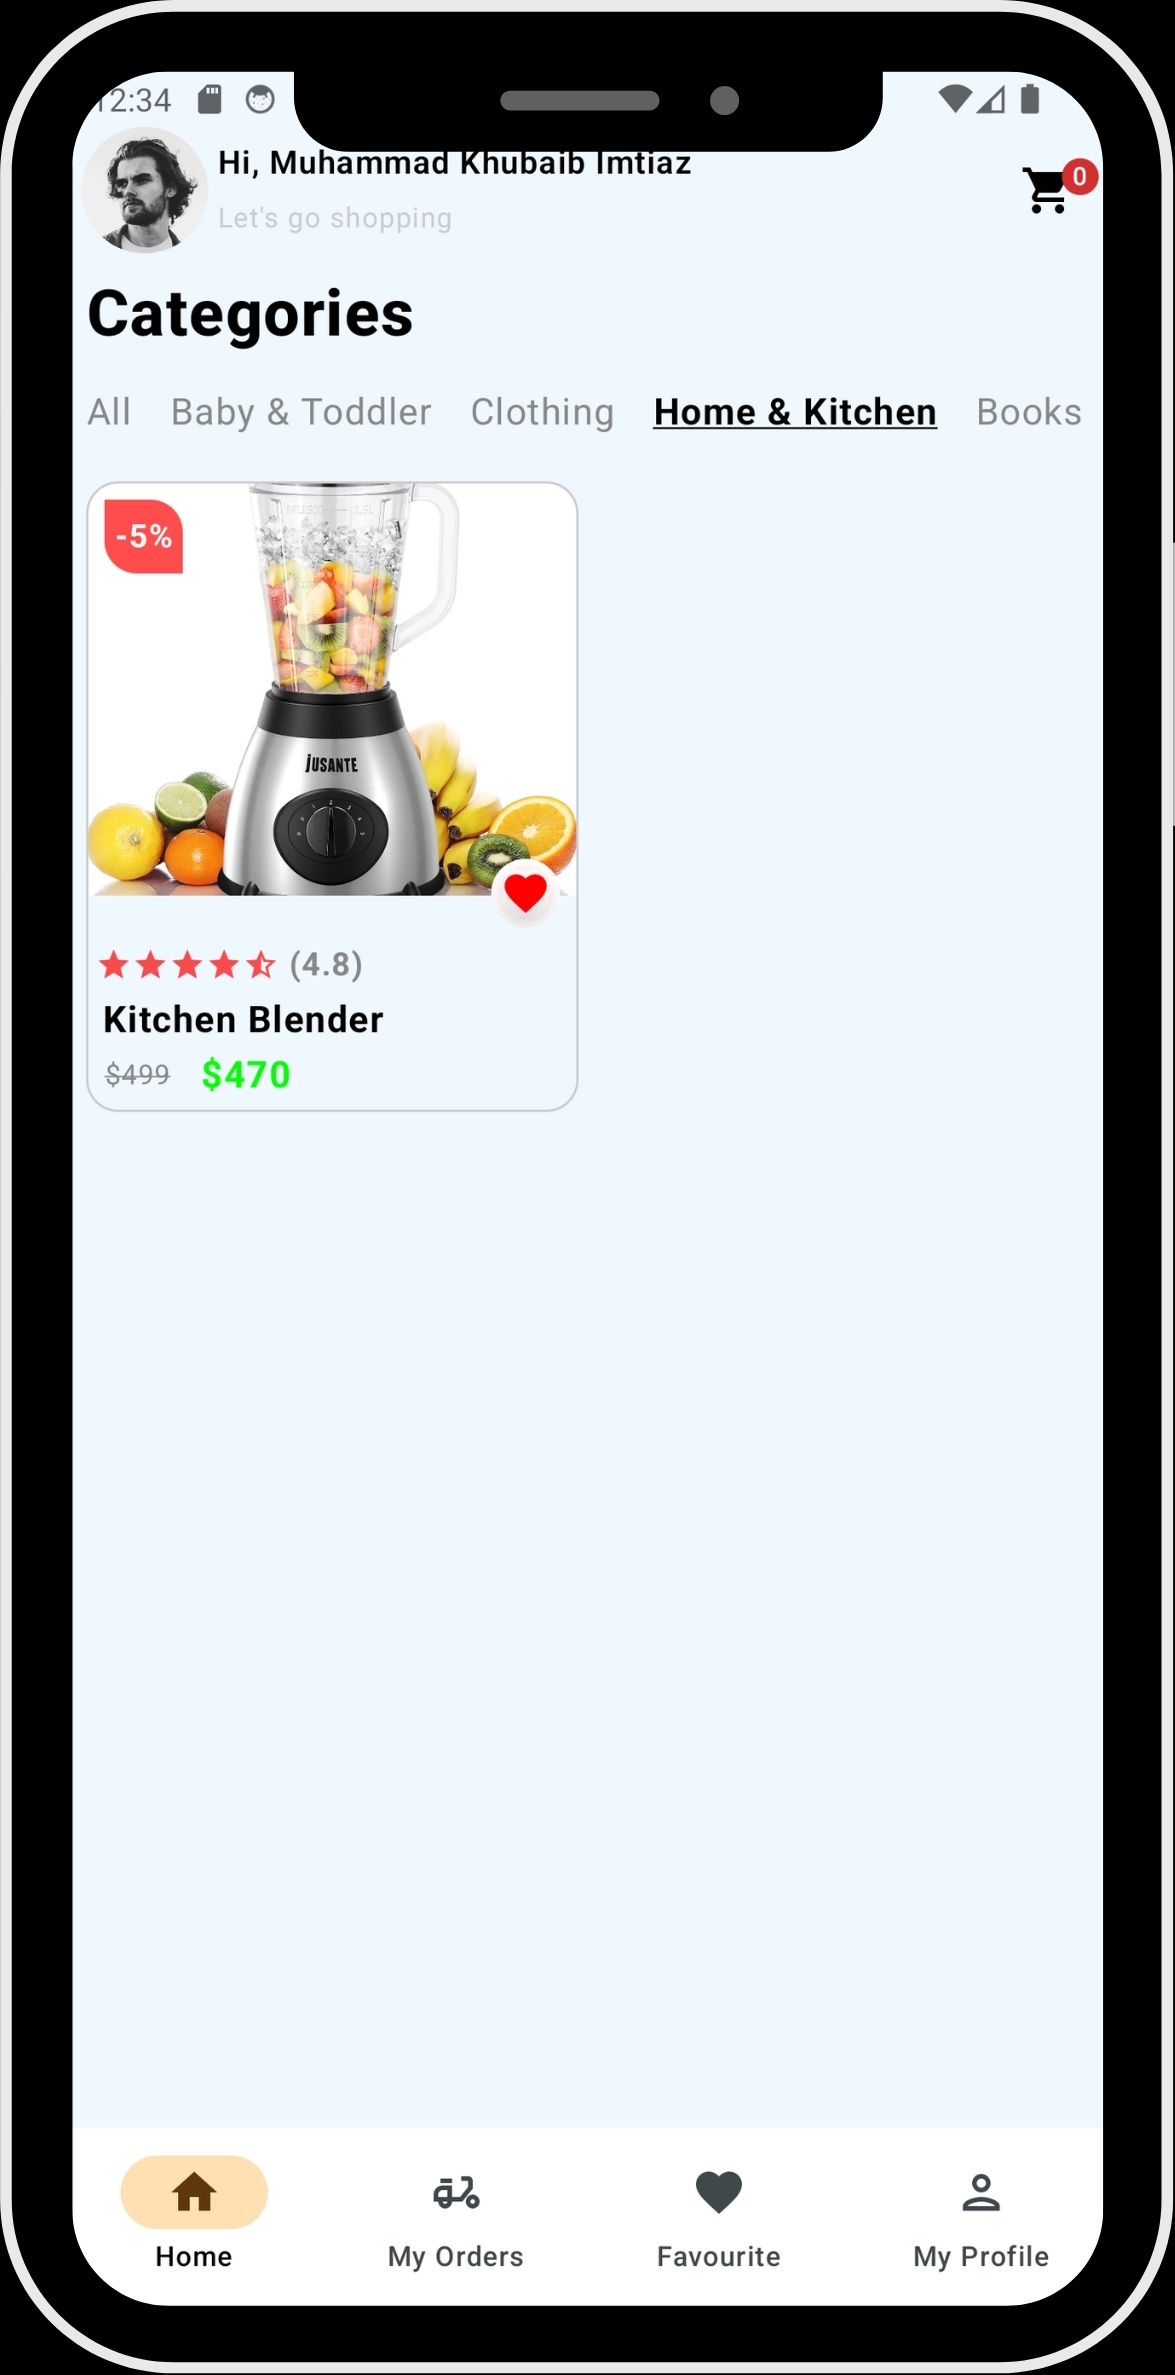 12:34
Hi, Muhammad Khubaib Imtiaz
0
Let's go shopping
Categories
All Baby & Toddler Clothing Home & Kitchen Books
-5%
JUSANTE
(4.8)
Kitchen Blender
$499 $470
Home My Orders Favourite My Profile